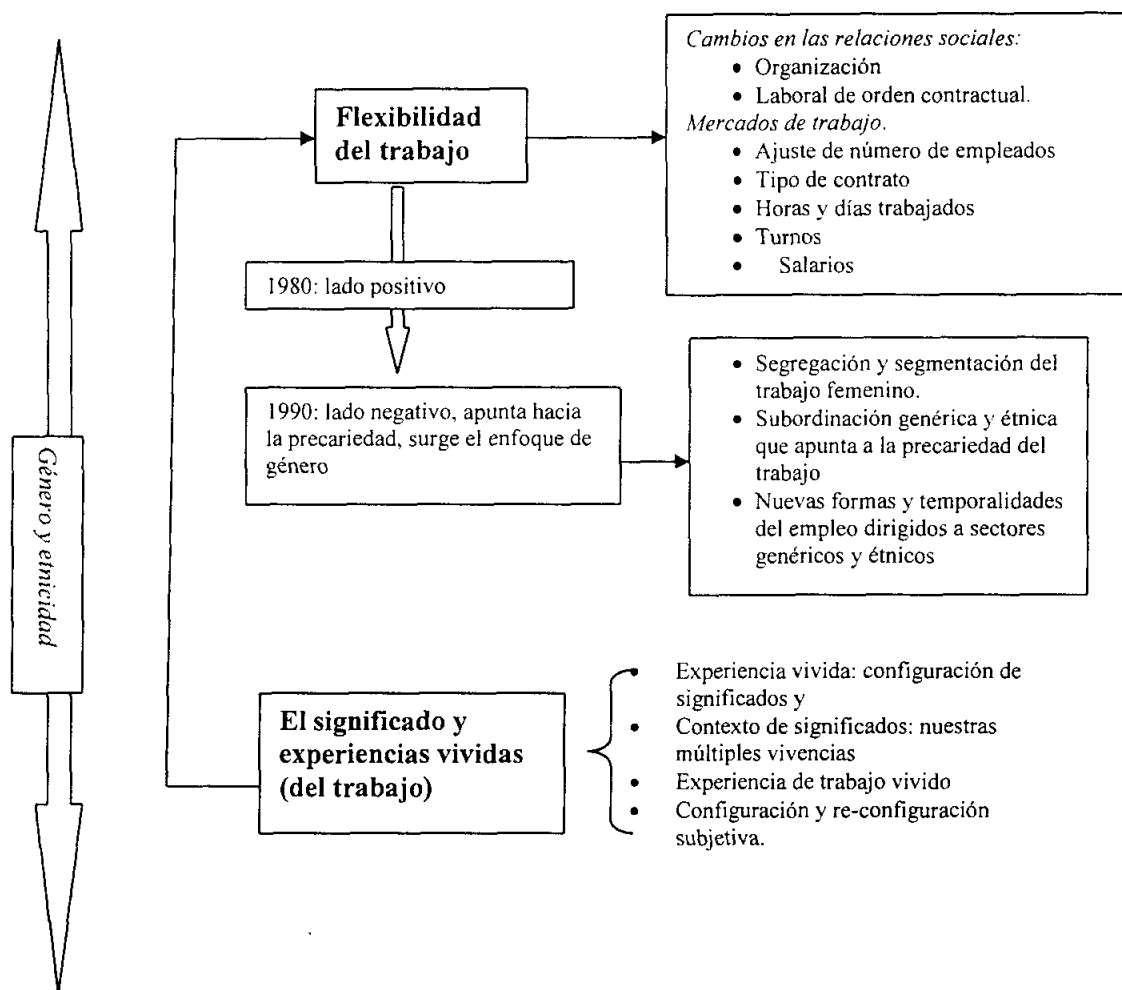 Cambios en las relaciones sociales:
• Organización
• Laboral de orden contractual.
Mercados de trabajo.
• Ajuste de número de empleados
• Tipo de contrato
• Horas y días trabajados
• Turnos
• Salarios
Flexibilidad
del trabajo
1980: lado positivo
1990: lado negativo, apunta hacia
la precariedad, surge el enfoque de
género
• Segregación y segmentación del
trabajo femenino.
• Subordinación genérica y étnica
que apunta a la precariedad del
trabajo
• Nuevas formas y temporalidades
del empleo dirigidos a sectores
genéricos y étnicos
Género y etnicidad
El significado y
experiencias vividas
(del trabajo)
• Experiencia vivida: configuración de
significados y
• Contexto de significados: nuestras
múltiples vivencias
• Experiencia de trabajo vivido
• Configuración y re-configuración
subjetiva.